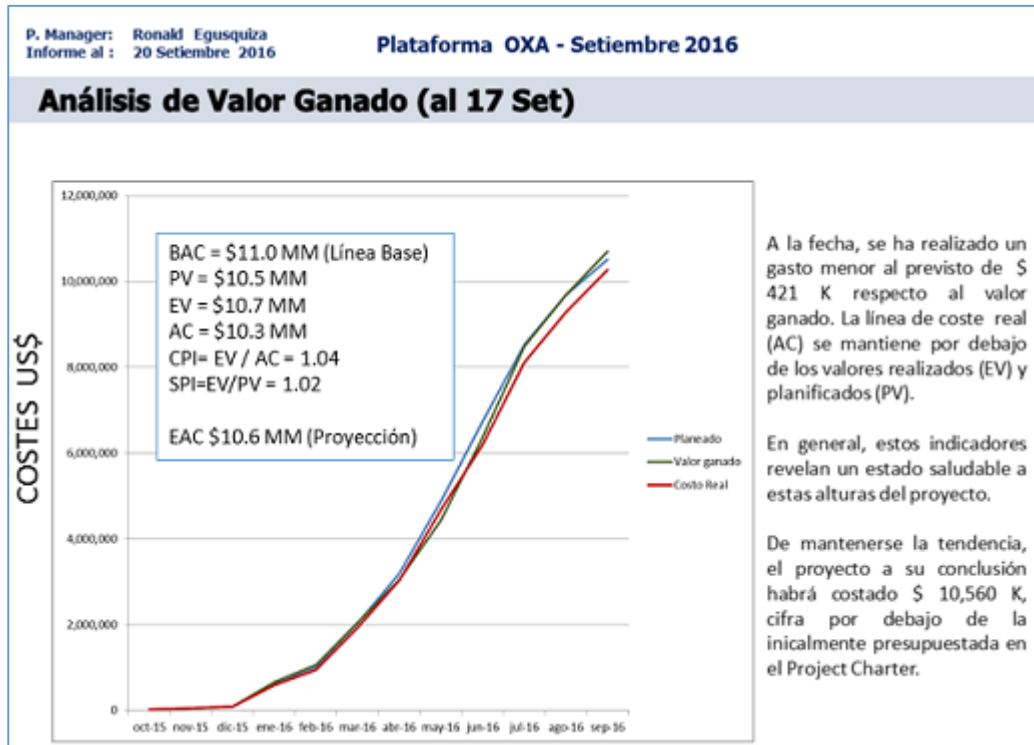 P. Manager: Ronald Egusquiza
Informe al : 20 Setiembre 2016
Plataforma OXA - Setiembre 2016
Análisis de Valor Ganado (al 17 Set)
COSTES US$
12,000,000
10,000,000
8,000,000
6,000,000
4,000,000
2,000,000
0
BAC = $11.0 MM (Línea Base)
PV = $10.5 MM
EV = $10.7 MM
AC = $10.3 MM
CPI= EV / AC = 1.04
SPI=EV/PV = 1.02
EAC $10.6 MM (Proyección)
Planeado
Valor ganado
Costo Real
oct-15 nov-15 dic-15 ene-16 feb-16 mar-16 abr-16 may-16 jun-16 jul-16 ago-16 sep-16
A la fecha, se ha realizado un
gasto menor al previsto de $
421 K respecto al valor
ganado. La línea de coste real
(AC) se mantiene por debajo
de los valores realizados (EV) y
planificados (PV).
En general, estos indicadores
revelan un estado saludable a
estas alturas del proyecto.
De mantenerse la tendencia,
el proyecto a su conclusión
habrá costado $ 10,560 K,
cifra por debajo de la
inicalmente presupuestada en
el Project Charter.